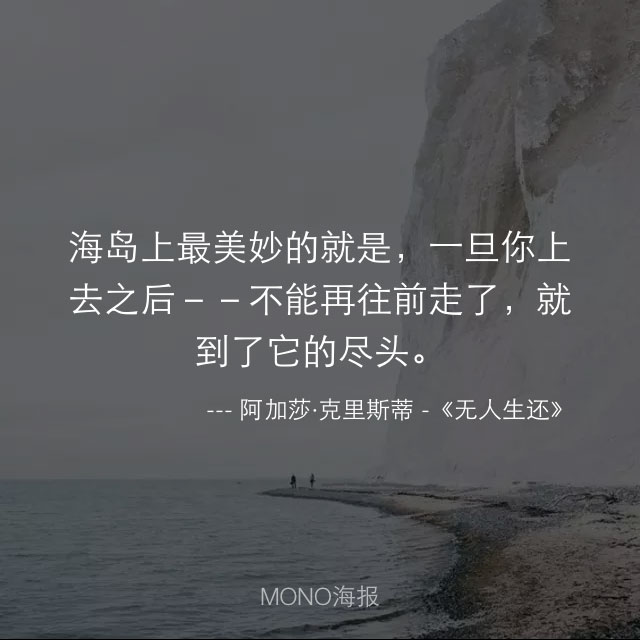 海岛上最美妙的就是，一旦你上
去之后－－不能再往前走了，就
到了它的尽头。
--- 阿加莎·克里斯蒂 -《无人生还》
MONO海报